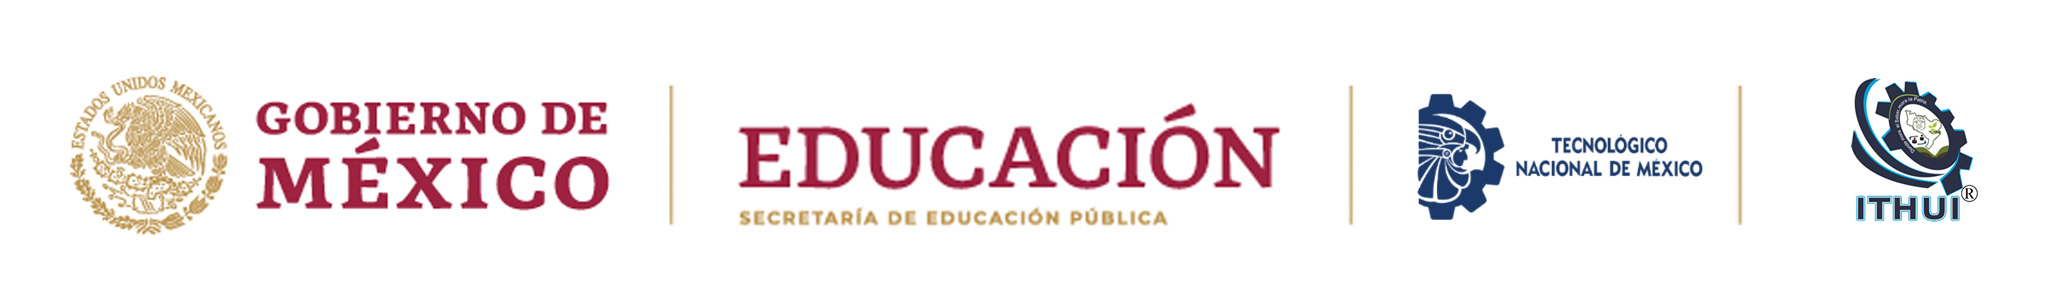 ESTADOS UNIDOS MEXICANOS
GOBIERNO DE
MÉXICO
EDUCACIÓN
SECRETARÍA DE EDUCACIÓN PÚBLICA
TECNOLÓGICO
NACIONAL DE MÉXICO
ITHUI®